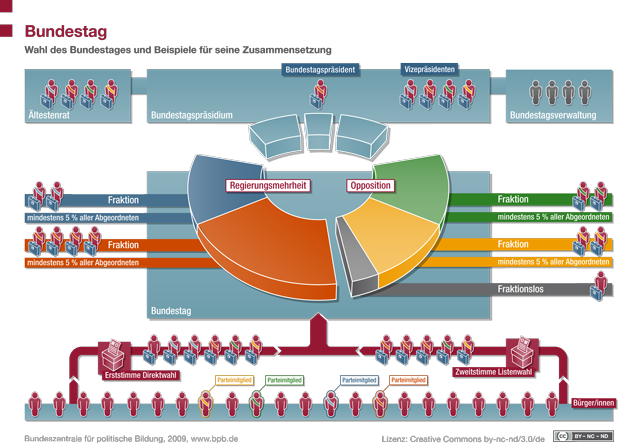 Bundestag
Wahl des Bundestages und Beispiele für seine Zusammensetzung
Bundestagspräsident
Vizepräsidenten
Ältestenrat
Bundestagspräsidium
Bundestagsverwaltung
Regierungsmehrheit
Opposition
Fraktion
mindestens 5 % aller Abgeordneten
Fraktion
mindestens 5 % aller Abgeordneten
Fraktion
mindestens 5 % aller Abgeordneten
Fraktion
mindestens 5 % aller Abgeordneten
Fraktionslos
Bundestag
Erststimme Direktwahl
Zweitstimme Listenwahl
Parteimitglied
Parteimitglied
Parteimitglied
Parteimitglied
Bürger/innen
Bundeszentrale für politische Bildung, 2009, www.bpb.de
Lizenz: Creative Commons by-nc-nd/3.0/de
cc BY - NC - ND